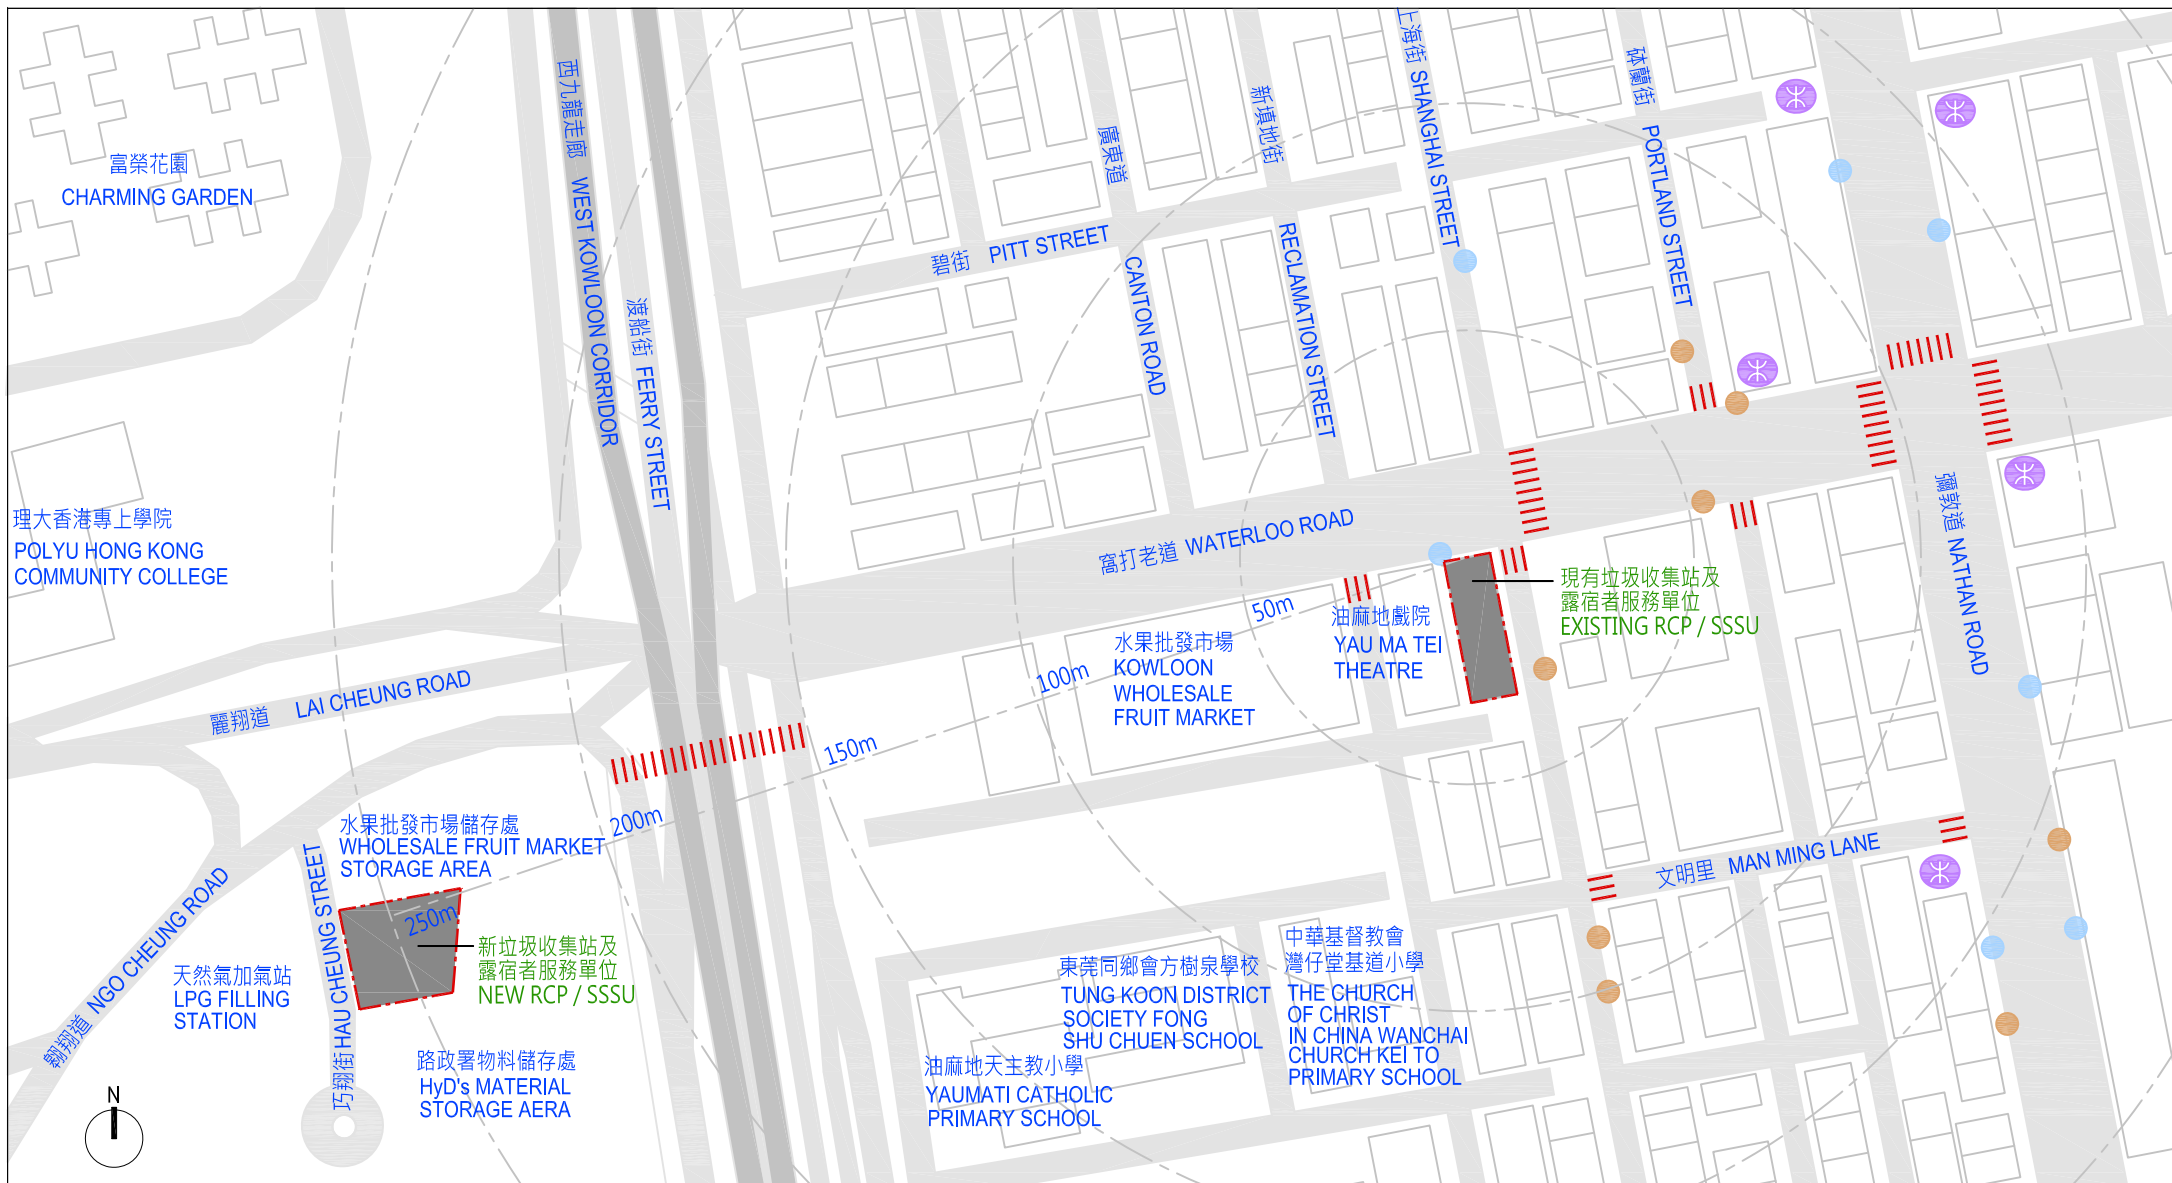 富榮花園
CHARMING GARDEN
西九龍走廊 WEST KOWLOON CORRIDOR
渡船街 FERRY STREET
碧街 PITT STREET
廣東道 CANTON ROAD
新填地街 RECLAMATION STREET
上海街 SHANGHAI STREET
砵蘭街 PORTLAND STREET
理大香港專上學院
POLYU HONG KONG
COMMUNITY COLLEGE
窩打老道 WATERLOO ROAD
彌敦道 NATHAN ROAD
現有垃圾收集站及
露宿者服務單位
EXISTING RCP / SSSU
油麻地戲院
YAU MA TEI
THEATRE
水果批發市場
KOWLOON
WHOLESALE
FRUIT MARKET
50m
100m
150m
200m
250m
麗翔道 LAI CHEUNG ROAD
水果批發市場儲存處
WHOLESALE FRUIT MARKET
STORAGE AREA
文明里 MAN MING LANE
翱翔道 NGO CHEUNG ROAD
巧翔街 HAU CHEUNG STREET
新垃圾收集站及
露宿者服務單位
NEW RCP / SSSU
天然氣加氣站
LPG FILLING
STATION
路政署物料儲存處
HyD's MATERIAL
STORAGE AERA
東莞同鄉會方樹泉學校
TUNG KOON DISTRICT
SOCIETY FONG
SHU CHUEN SCHOOL
中華基督教會
灣仔堂基道小學
THE CHURCH
OF CHRIST
IN CHINA WANCHAI
CHURCH KEI TO
PRIMARY SCHOOL
油麻地天主教小學
YAUMATI CATHOLIC
PRIMARY SCHOOL
N